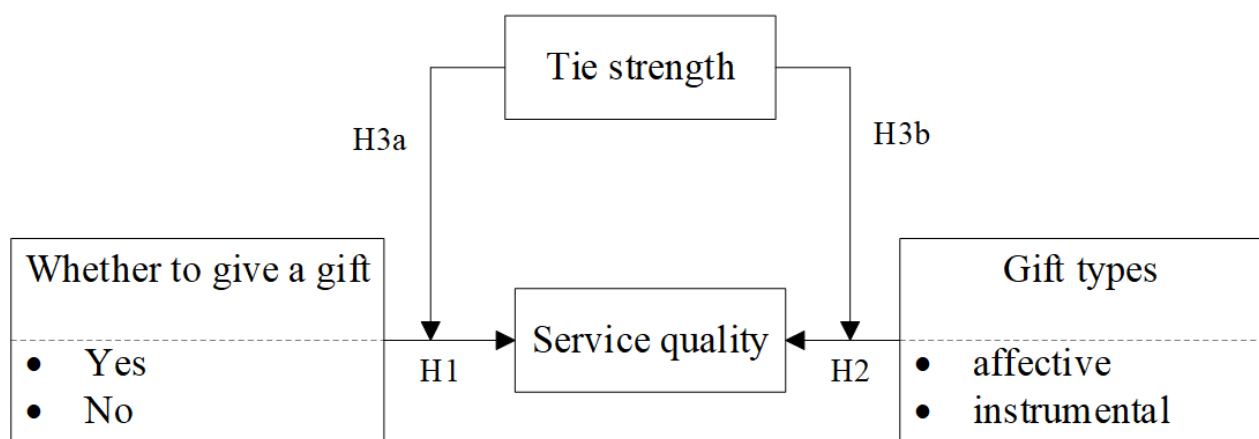 Tie strength
H3a
H3b
Whether to give a gift
• Yes
• No
H1
Service quality
H2
Gift types
• affective
• instrumental